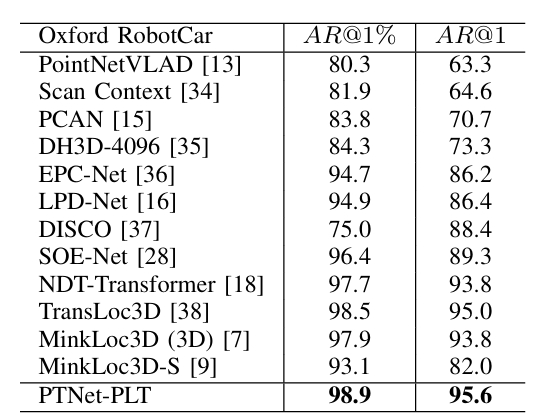 Oxford RobotCar AR@1% AR@1
PointNetVLAD [13] 80.3 63.3
Scan Context [34] 81.9 64.6
PCAN [15] 83.8 70.7
DH3D-4096 [35] 84.3 73.3
EPC-Net [36] 94.7 86.2
LPD-Net [16] 94.9 86.4
DISCO [37] 75.0 88.4
SOE-Net [28] 96.4 89.3
NDT-Transformer [18] 97.7 93.8
TransLoc3D [38] 98.5 95.0
MinkLoc3D (3D) [7] 97.9 93.8
MinkLoc3D-S [9] 93.1 82.0
PTNet-PLT 98.9 95.6